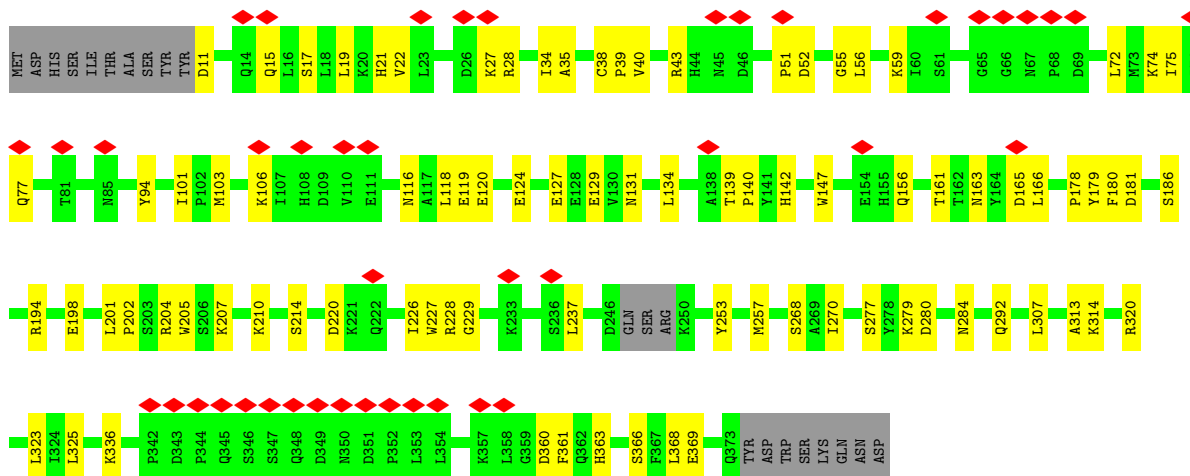 MET ASP HIS SER ILE THR ALA SER TYR TYR D11 Q14 Q15 L16 S17 L18 L19 K20 H21 V22 L23 D26 K27 R28 I34 A35 C38 P39 V40 R43 H44 N45 D46 P51 D52 G55 L56 K59 I60 S61 G65 G66 N67 P68 D69 L72 M73 K74 I75
Q77 T81 N85 Y94 I101 P102 M103 K106 I107 H108 D109 V110 E111 N116 A117 L118 E119 E120 E124 E127 E128 E129 V130 N131 L134 A138 T139 P140 Y141 H142 W147 E154 H155 Q156 T161 T162 N163 Y164 D165 L166 P178 Y179 F180 D181 S186
R194 E198 L201 P202 S203 R204 W205 S206 K207 K210 S214 D220 K221 Q222 I226 W227 R228 G229 K233 S236 L237 D246 GLN SER ARG K250 Y253 M257 S268 A269 I270 S277 Y278 K279 D280 N284 Q292 L307 A313 K314 R320
L323 I324 L325 K336 P342 D343 P344 Q345 S346 S347 Q348 D349 N350 D351 P352 L353 L354 K357 L358 G359 D360 F361 Q362 H363 S366 F367 L368 E369 Q373 TYR ASP TRP SER LYS GLN ASN ASP